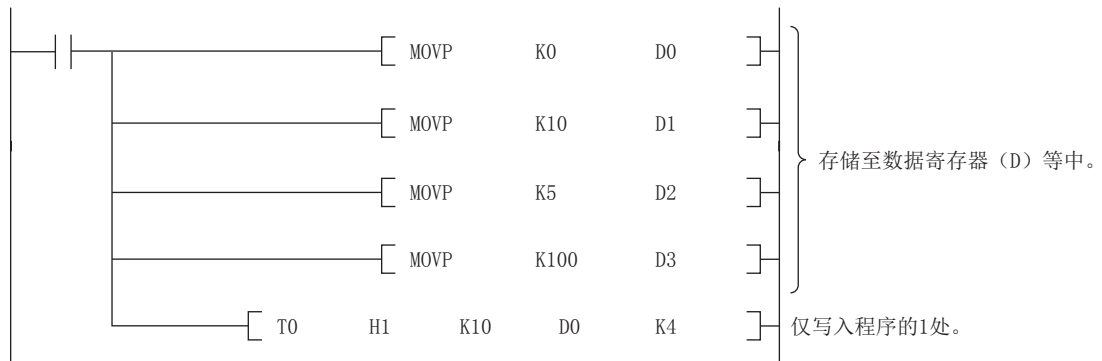 MOVP K0 D0
MOVP K10 D1
存储至数据寄存器（D）等中。
MOVP K5 D2
MOVP K100 D3
TO H1 K10 D0 K4
仅写入程序的1处。